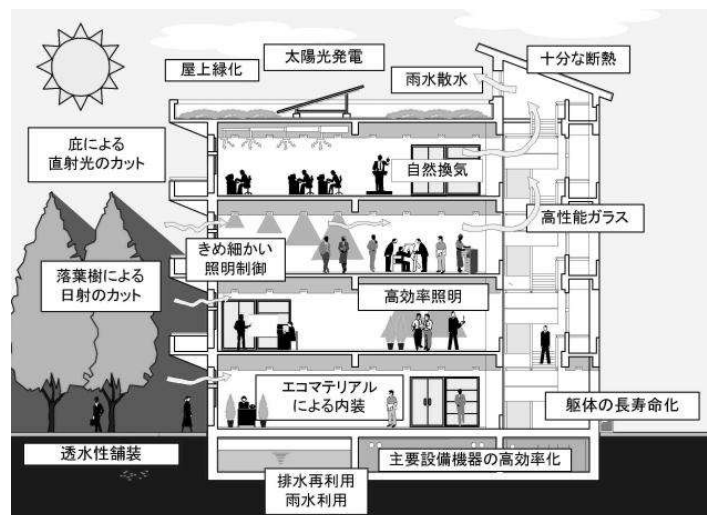 太陽光発電
屋上緑化
十分な断熱
雨水散水
庇による
直射光のカット
自然換気
高性能ガラス
きめ細かい
照明制御
落葉樹による
日射のカット
高効率照明
エコマテリアル
による内装
躯体の長寿命化
透水性舗装
主要設備機器の高効率化
排水再利用
雨水利用